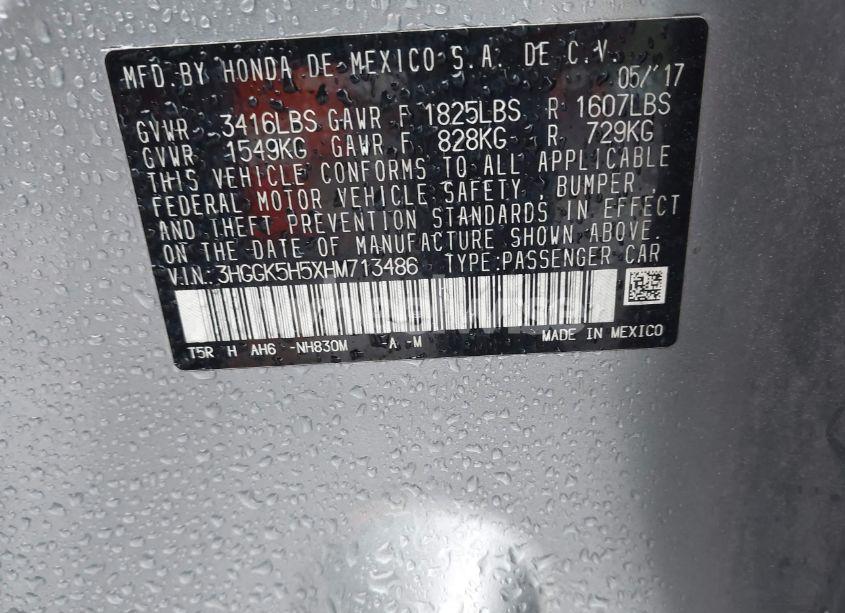 MFD BY HONDA DE MEXICO S.A. DE C.V.
05/'17
GVWR 3416LBS GAWR F 1825LBS R 1607LBS
GVWR 1549KG GAWR F 828KG R 729KG
THIS VEHICLE CONFORMS TO ALL APPLICABLE
FEDERAL MOTOR VEHICLE SAFETY, BUMPER,
AND THEFT PREVENTION STANDARDS IN EFFECT
ON THE DATE OF MANUFACTURE SHOWN ABOVE.
V.I.N.:3HGGK5H5XHM713486 TYPE:PASSENGER CAR
T5R H AH6 -NH830M -A -M MADE IN MEXICO